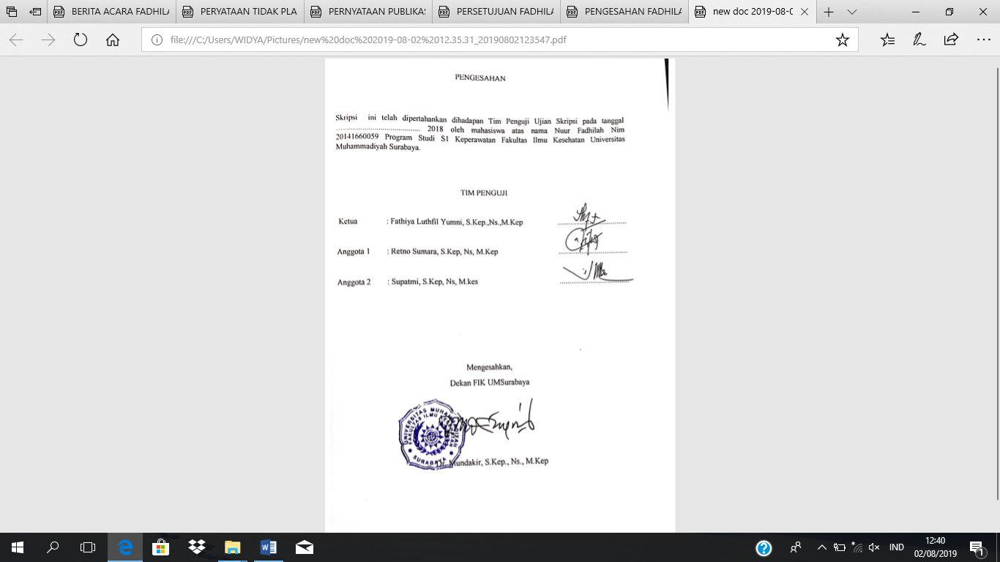 BERITA ACARA FADHILA
PERYATAAN TIDAK PLA
PERNYATAAN PUBLIKAS
PERSETUJUAN FADHILA
PENGESAHAN FADHILA
new doc 2019-08-0
file:///C:/Users/WIDYA/Pictures/new%20doc%202019-08-02%2012.35.31_20190802123547.pdf
PENGESAHAN
Skripsi ini telah dipertahankan dihadapan Tim Penguji Ujian Skripsi pada tanggal
...................................... 2018 oleh mahasiswa atas nama Nuur Fadhilah Nim
20141660059 Program Studi S1 Keperawatan Fakultas Ilmu Kesehatan Universitas
Muhammadiyah Surabaya.
TIM PENGUJI
Ketua : Fathiya Luthfil Yumni, S.Kep.,Ns.,M.Kep
Anggota 1 : Retno Sumara, S.Kep, Ns, M.Kep
Anggota 2 : Supatmi, S.Kep, Ns, M.kes
Mengesahkan,
Dekan FIK UMSurabaya
UNIVERSITAS MUHAMMADIYAH
FAKULTAS ILMU KESEHATAN
SURABAYA
Dr. Mundakir, S.Kep., Ns., M.Kep
IND
12:40
02/08/2019
1